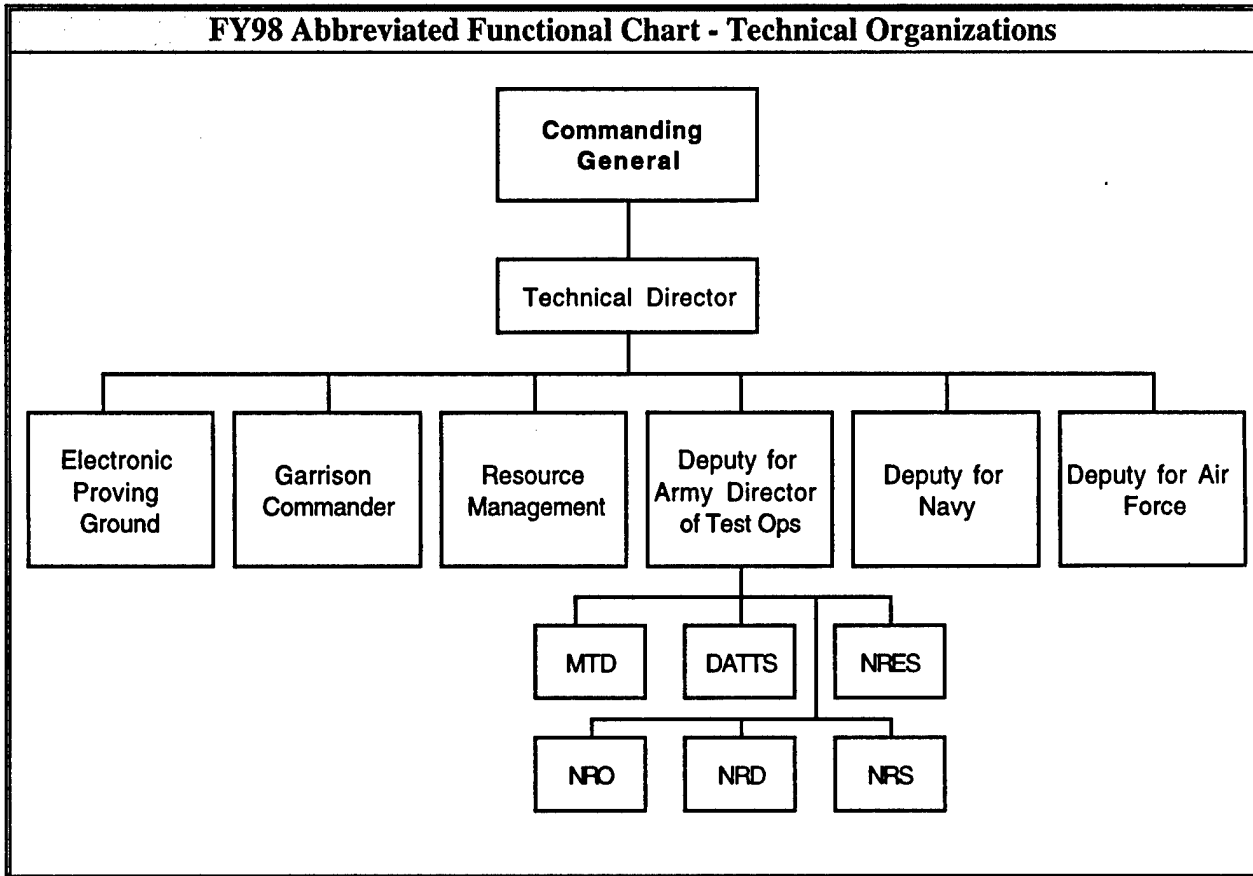 FY98 Abbreviated Functional Chart - Technical Organizations
Commanding
General
Technical Director
Electronic
Proving
Ground
Garrison
Commander
Resource
Management
Deputy for
Army Director
of Test Ops
Deputy for
Navy
Deputy for Air
Force
MTD
DATTS
NRES
NRO
NRD
NRS